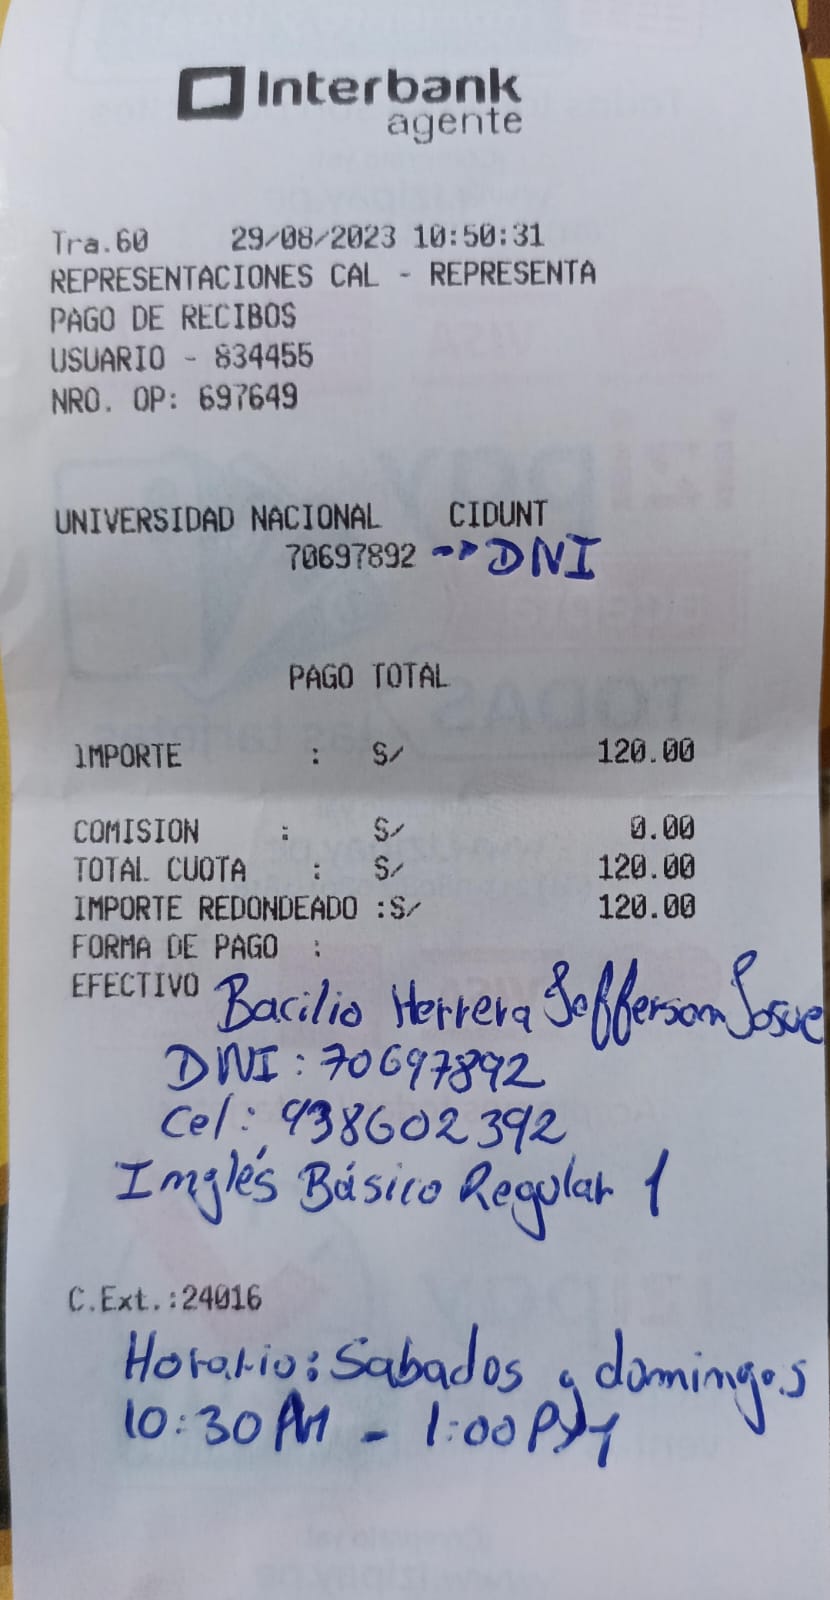 Interbank
agente
Tra.60 29/08/2023 10:50:31
REPRESENTACIONES CAL - REPRESENTA
PAGO DE RECIBOS
USUARIO - 834455
NRO. OP: 697649
UNIVERSIDAD NACIONAL CIDUNT
70697892 --> DNI
PAGO TOTAL
IMPORTE : S/ 120.00
COMISION : S/ 0.00
TOTAL CUOTA : S/ 120.00
IMPORTE REDONDEADO :S/ 120.00
FORMA DE PAGO :
EFECTIVO Bacilio Herrera Jefferson Josue
DNI: 70697892
Cel: 938602392
Inglés Básico Regular 1
C.Ext.:24016
Horario: Sabados y domingos
10:30 AM - 1:00 PM